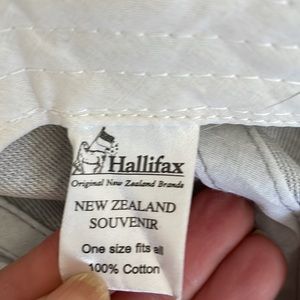 Hallifax
Original New Zealand Brands
NEW ZEALAND
SOUVENIR
One size fits all
100% Cotton